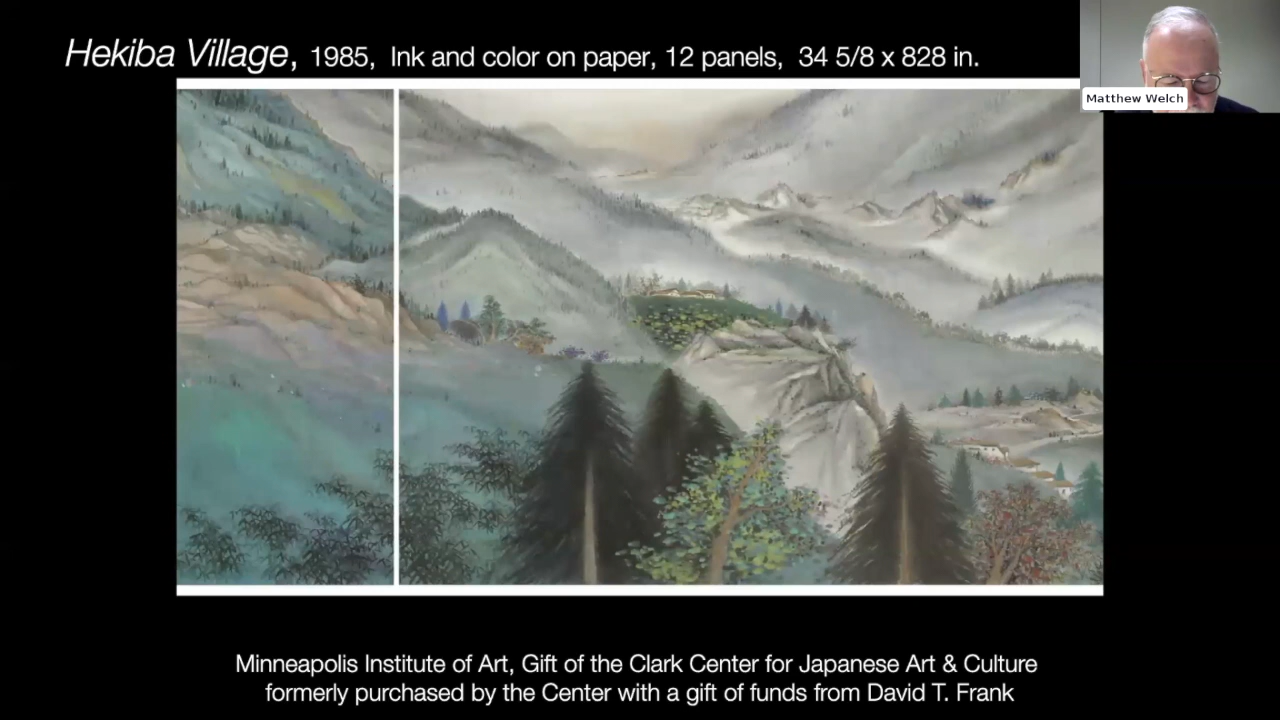 Hekiba Village, 1985, Ink and color on paper, 12 panels, 34 5/8 x 828 in.
Matthew Welch
Minneapolis Institute of Art, Gift of the Clark Center for Japanese Art & Culture
formerly purchased by the Center with a gift of funds from David T. Frank